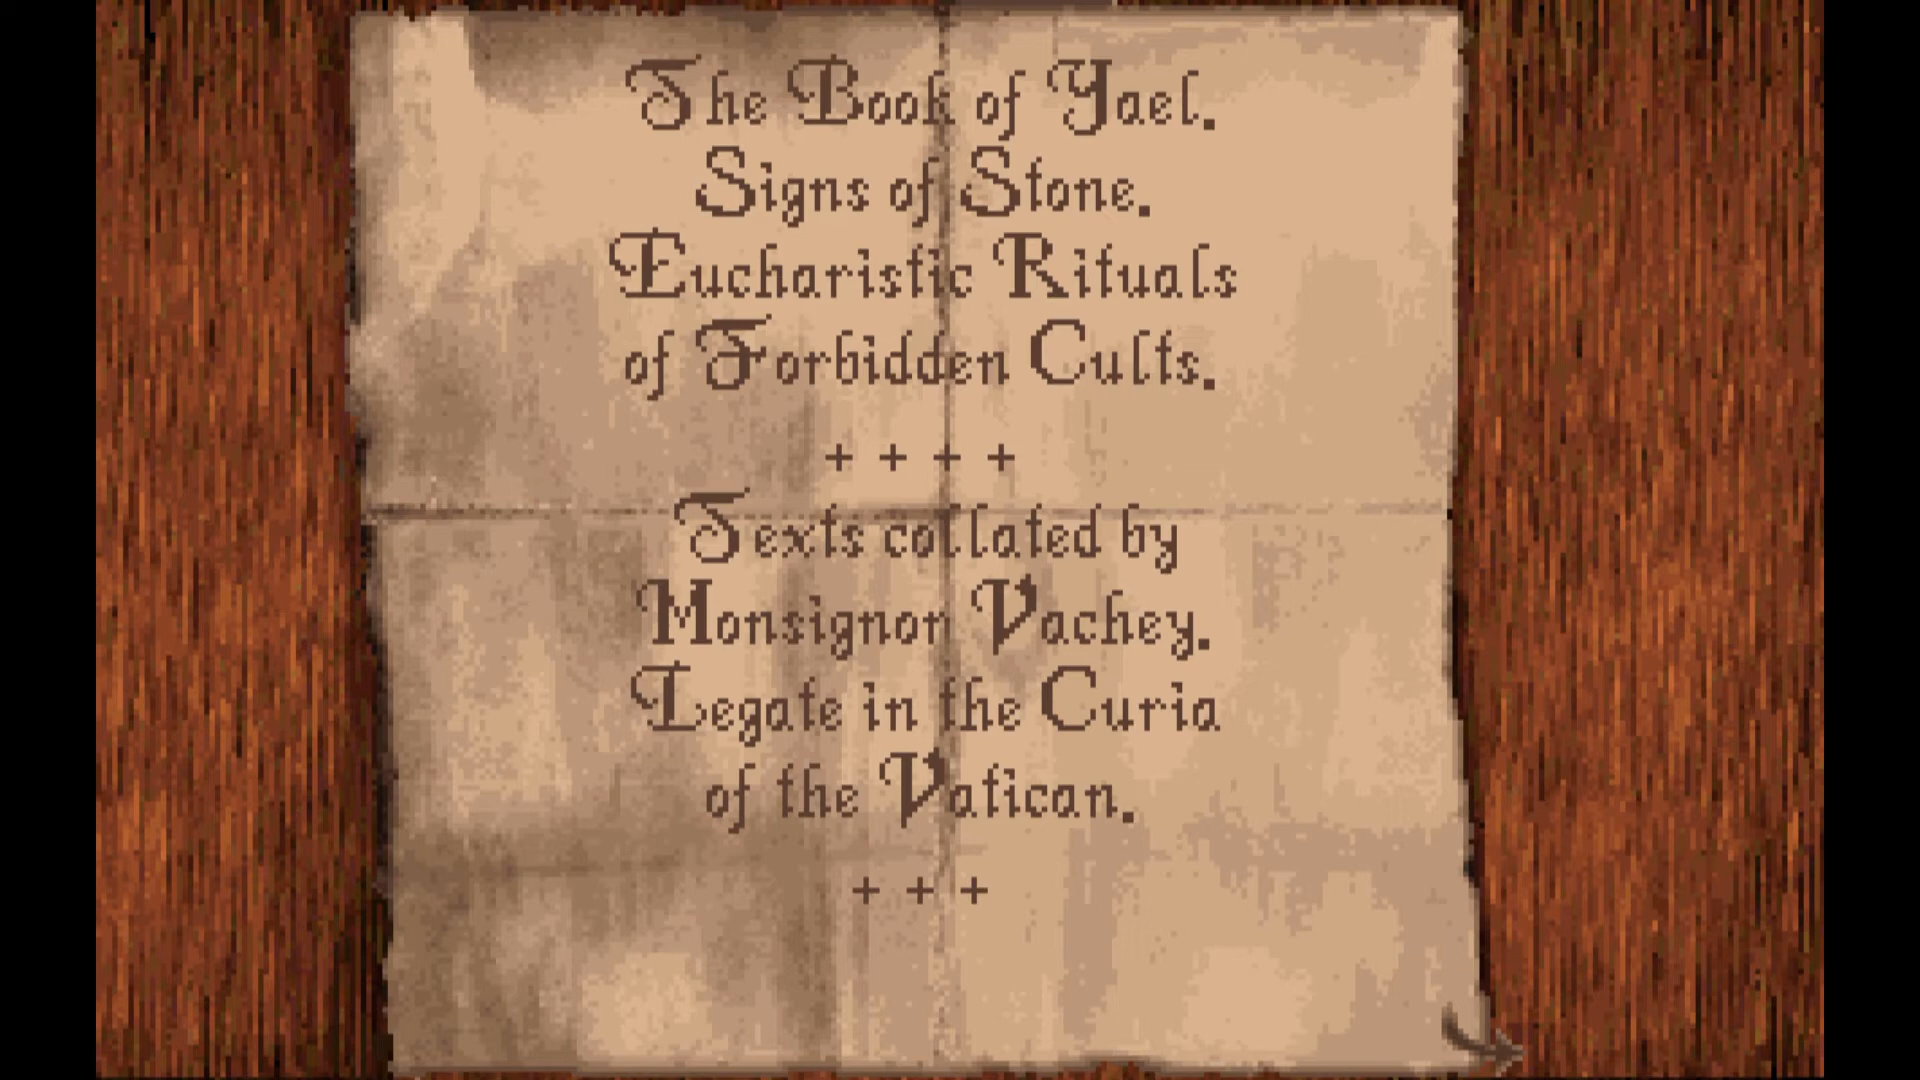 The Book of Yael.
Signs of Stone.
Eucharistic Rituals
of Forbidden Cults.
+ + + +
Texts collated by
Monsignor Vachey.
Legate in the Curia
of the Vatican.
+ + +